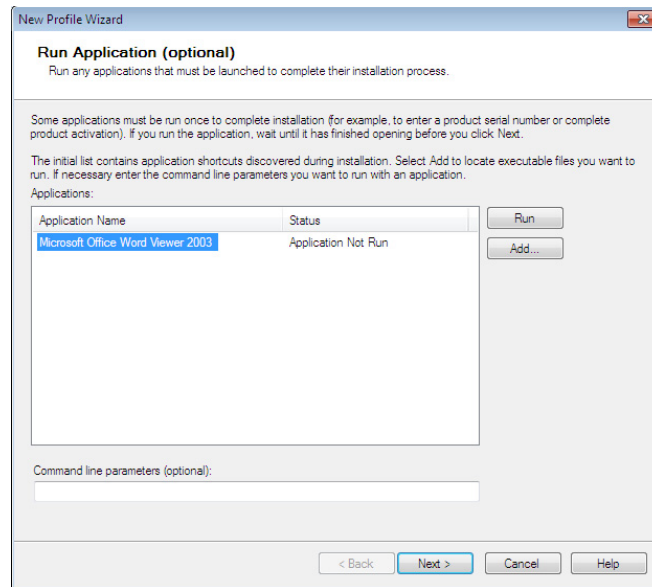 New Profile Wizard
Run Application (optional)
Run any applications that must be launched to complete their installation process.
Some applications must be run once to complete installation (for example, to enter a product serial number or complete
product activation). If you run the application, wait until it has finished opening before you click Next.
The initial list contains application shortcuts discovered during installation. Select Add to locate executable files you want to
run. If necessary enter the command line parameters you want to run with an application.
Applications:
Application Name Status
Run
Microsoft Office Word Viewer 2003 Application Not Run
Add...
Command line parameters (optional):
< Back Next > Cancel Help